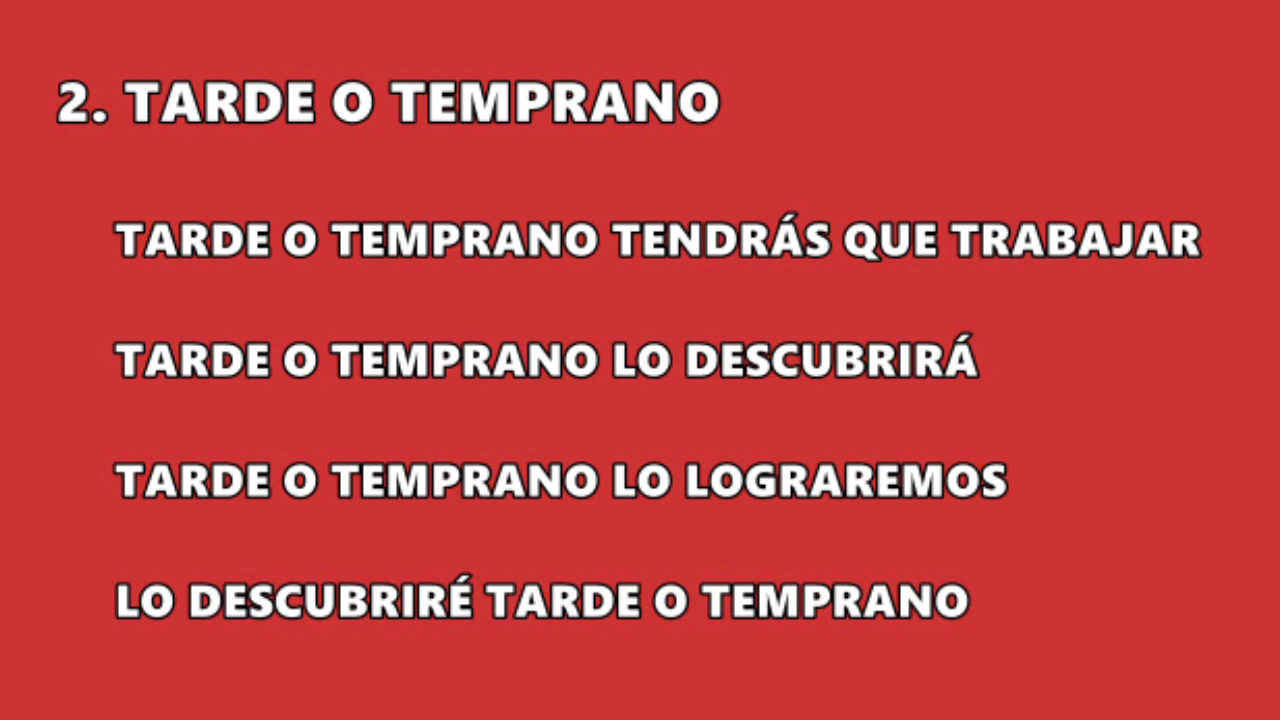 2. TARDE O TEMPRANO
TARDE O TEMPRANO TENDRÁS QUE TRABAJAR
TARDE O TEMPRANO LO DESCUBRIRÁ
TARDE O TEMPRANO LO LOGRAREMOS
LO DESCUBRIRÉ TARDE O TEMPRANO